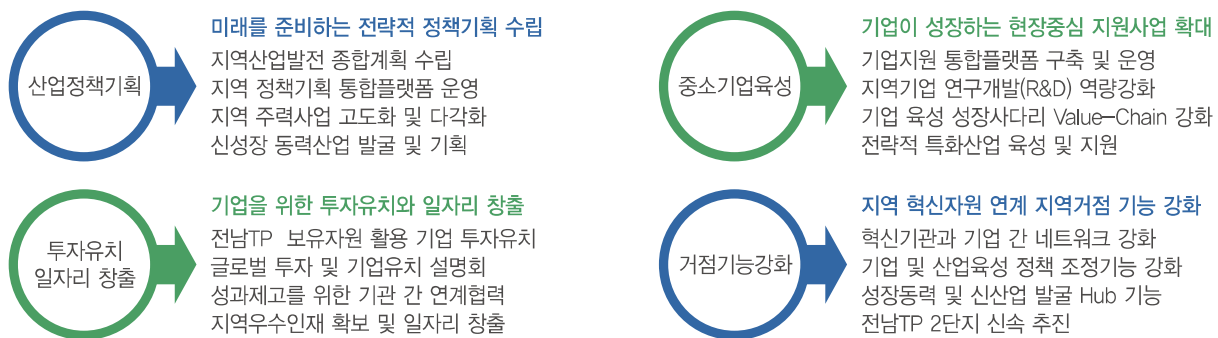 산업정책기획
미래를 준비하는 전략적 정책기획 수립
지역산업발전 종합계획 수립
지역 정책기획 통합플랫폼 운영
지역 주력사업 고도화 및 다각화
신성장 동력산업 발굴 및 기획
중소기업육성
기업이 성장하는 현장중심 지원사업 확대
기업지원 통합플랫폼 구축 및 운영
지역기업 연구개발(R&D) 역량강화
기업 육성 성장사다리 Value-Chain 강화
전략적 특화산업 육성 및 지원
투자유치
일자리 창출
기업을 위한 투자유치와 일자리 창출
전남TP 보유자원 활용 기업 투자유치
글로벌 투자 및 기업유치 설명회
성과제고를 위한 기관 간 연계협력
지역우수인재 확보 및 일자리 창출
거점기능강화
지역 혁신자원 연계 지역거점 기능 강화
혁신기관과 기업 간 네트워크 강화
기업 및 산업육성 정책 조정기능 강화
성장동력 및 신산업 발굴 Hub 기능
전남TP 2단지 신속 추진